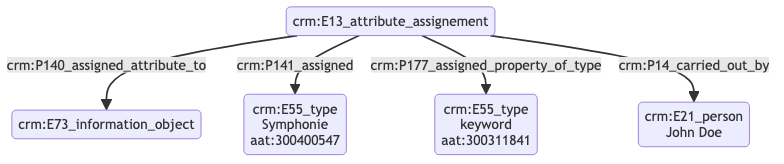 crm:E13_attribute_assignement
crm:P140_assigned_attribute_to
crm:P141_assigned
crm:P177_assigned_property_of_type
crm:P14_carried_out_by
crm:E73_information_object
crm:E55_type
Symphonie
aat:300400547
crm:E55_type
keyword
aat:300311841
crm:E21_person
John Doe